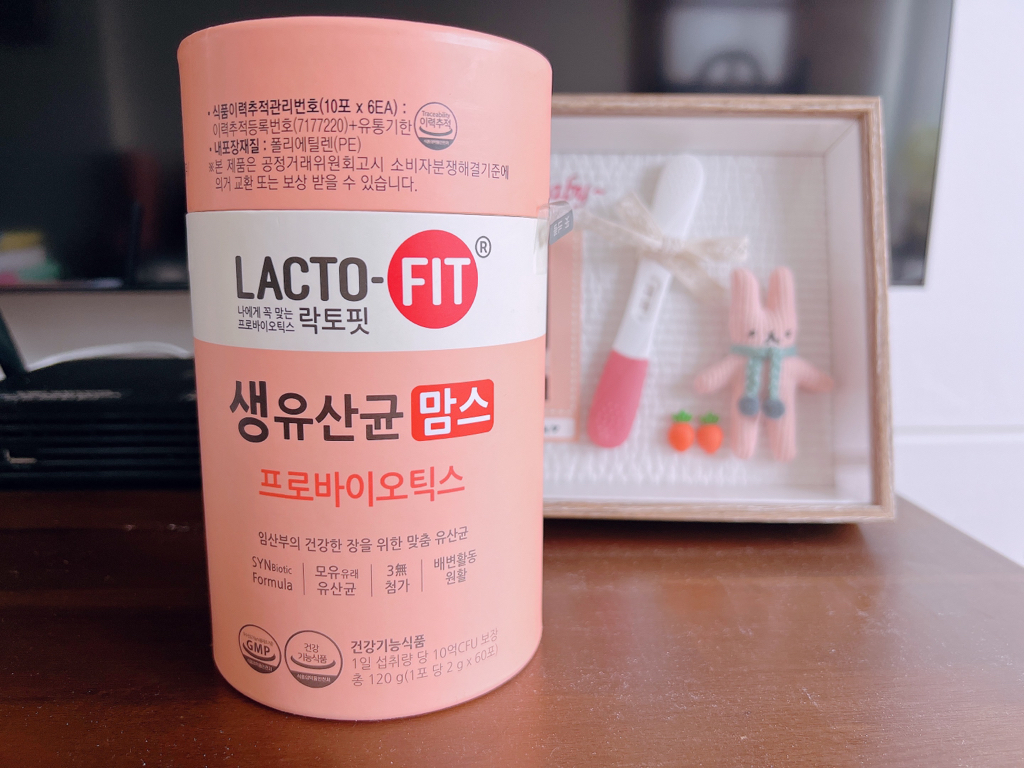 • 식품이력추적관리번호(10포 x 6EA) :
이력추적등록번호(7177220)+유통기한
Traceability
이력추적
• 내포장재질 : 폴리에틸렌(PE)
※본 제품은 공정거래위원회고시 소비자분쟁해결기준에
의거 교환 또는 보상 받을 수 있습니다.
LACTO-FIT®
나에게 꼭 맞는
프로바이오틱스 락토핏
생유산균 맘스
프로바이오틱스
임산부의 건강한 장을 위한 맞춤 유산균
SYNBiotic
Formula
모유유래
유산균
3無
첨가
배변활동
원활
GMP
건강
기능식품
식품의약품안전처
건강기능식품
1일 섭취량 당 10억CFU 보장
총 120 g(1포 당 2 g x 60포)
baby~